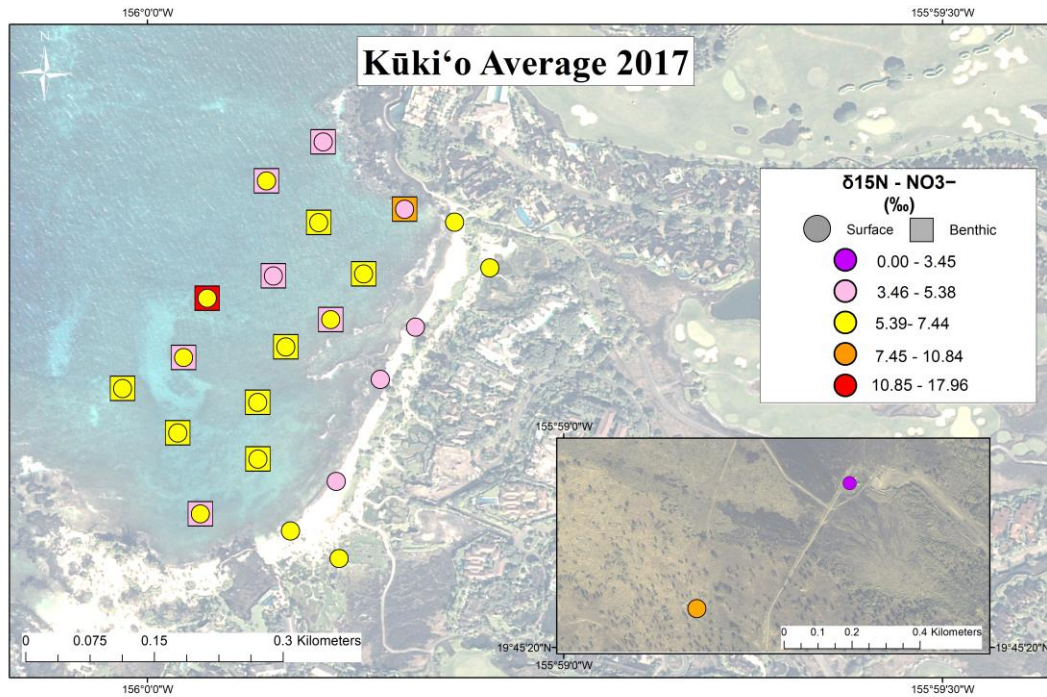 156°0'0"W
155°59'30"W
N
Kūki‘o Average 2017
δ15N - NO3−
(‰)
Surface
Benthic
0.00 - 3.45
3.46 - 5.38
5.39- 7.44
7.45 - 10.84
10.85 - 17.96
155°59'0"W
0 0.075 0.15 0.3 Kilometers
0 0.1 0.2 0.4 Kilometers
19°45'20"N
19°45'20"N
155°59'0"W
156°0'0"W
155°59'30"W